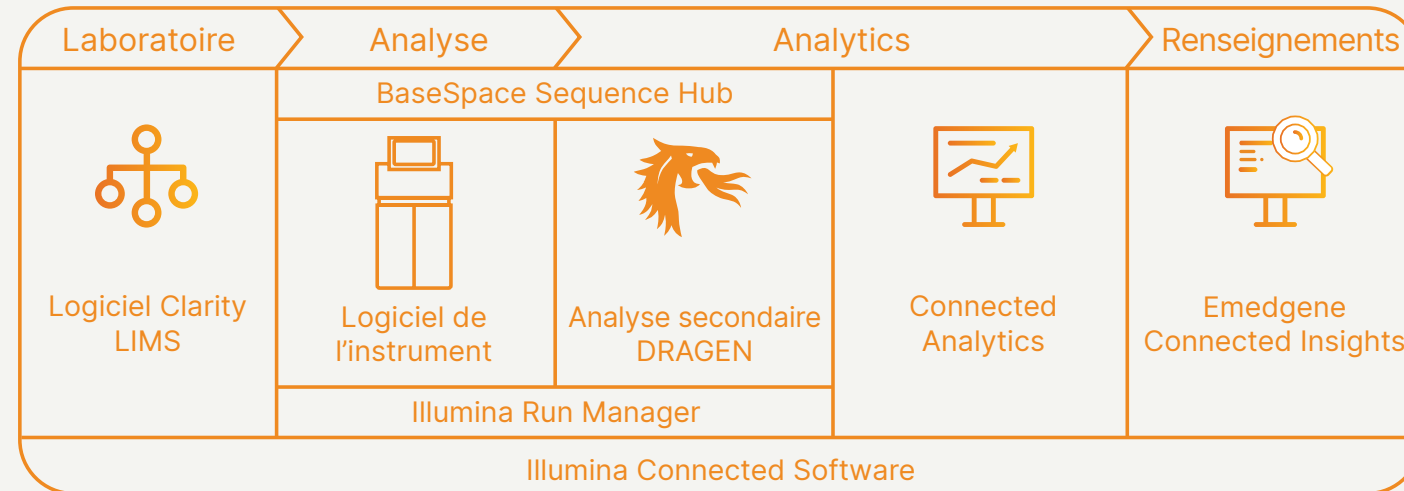 Laboratoire
Analyse
Analytics
Renseignements
BaseSpace Sequence Hub
Logiciel Clarity
LIMS
Logiciel de
l’instrument
Analyse secondaire
DRAGEN
Connected
Analytics
Emedgene
Connected Insights
Illumina Run Manager
Illumina Connected Software